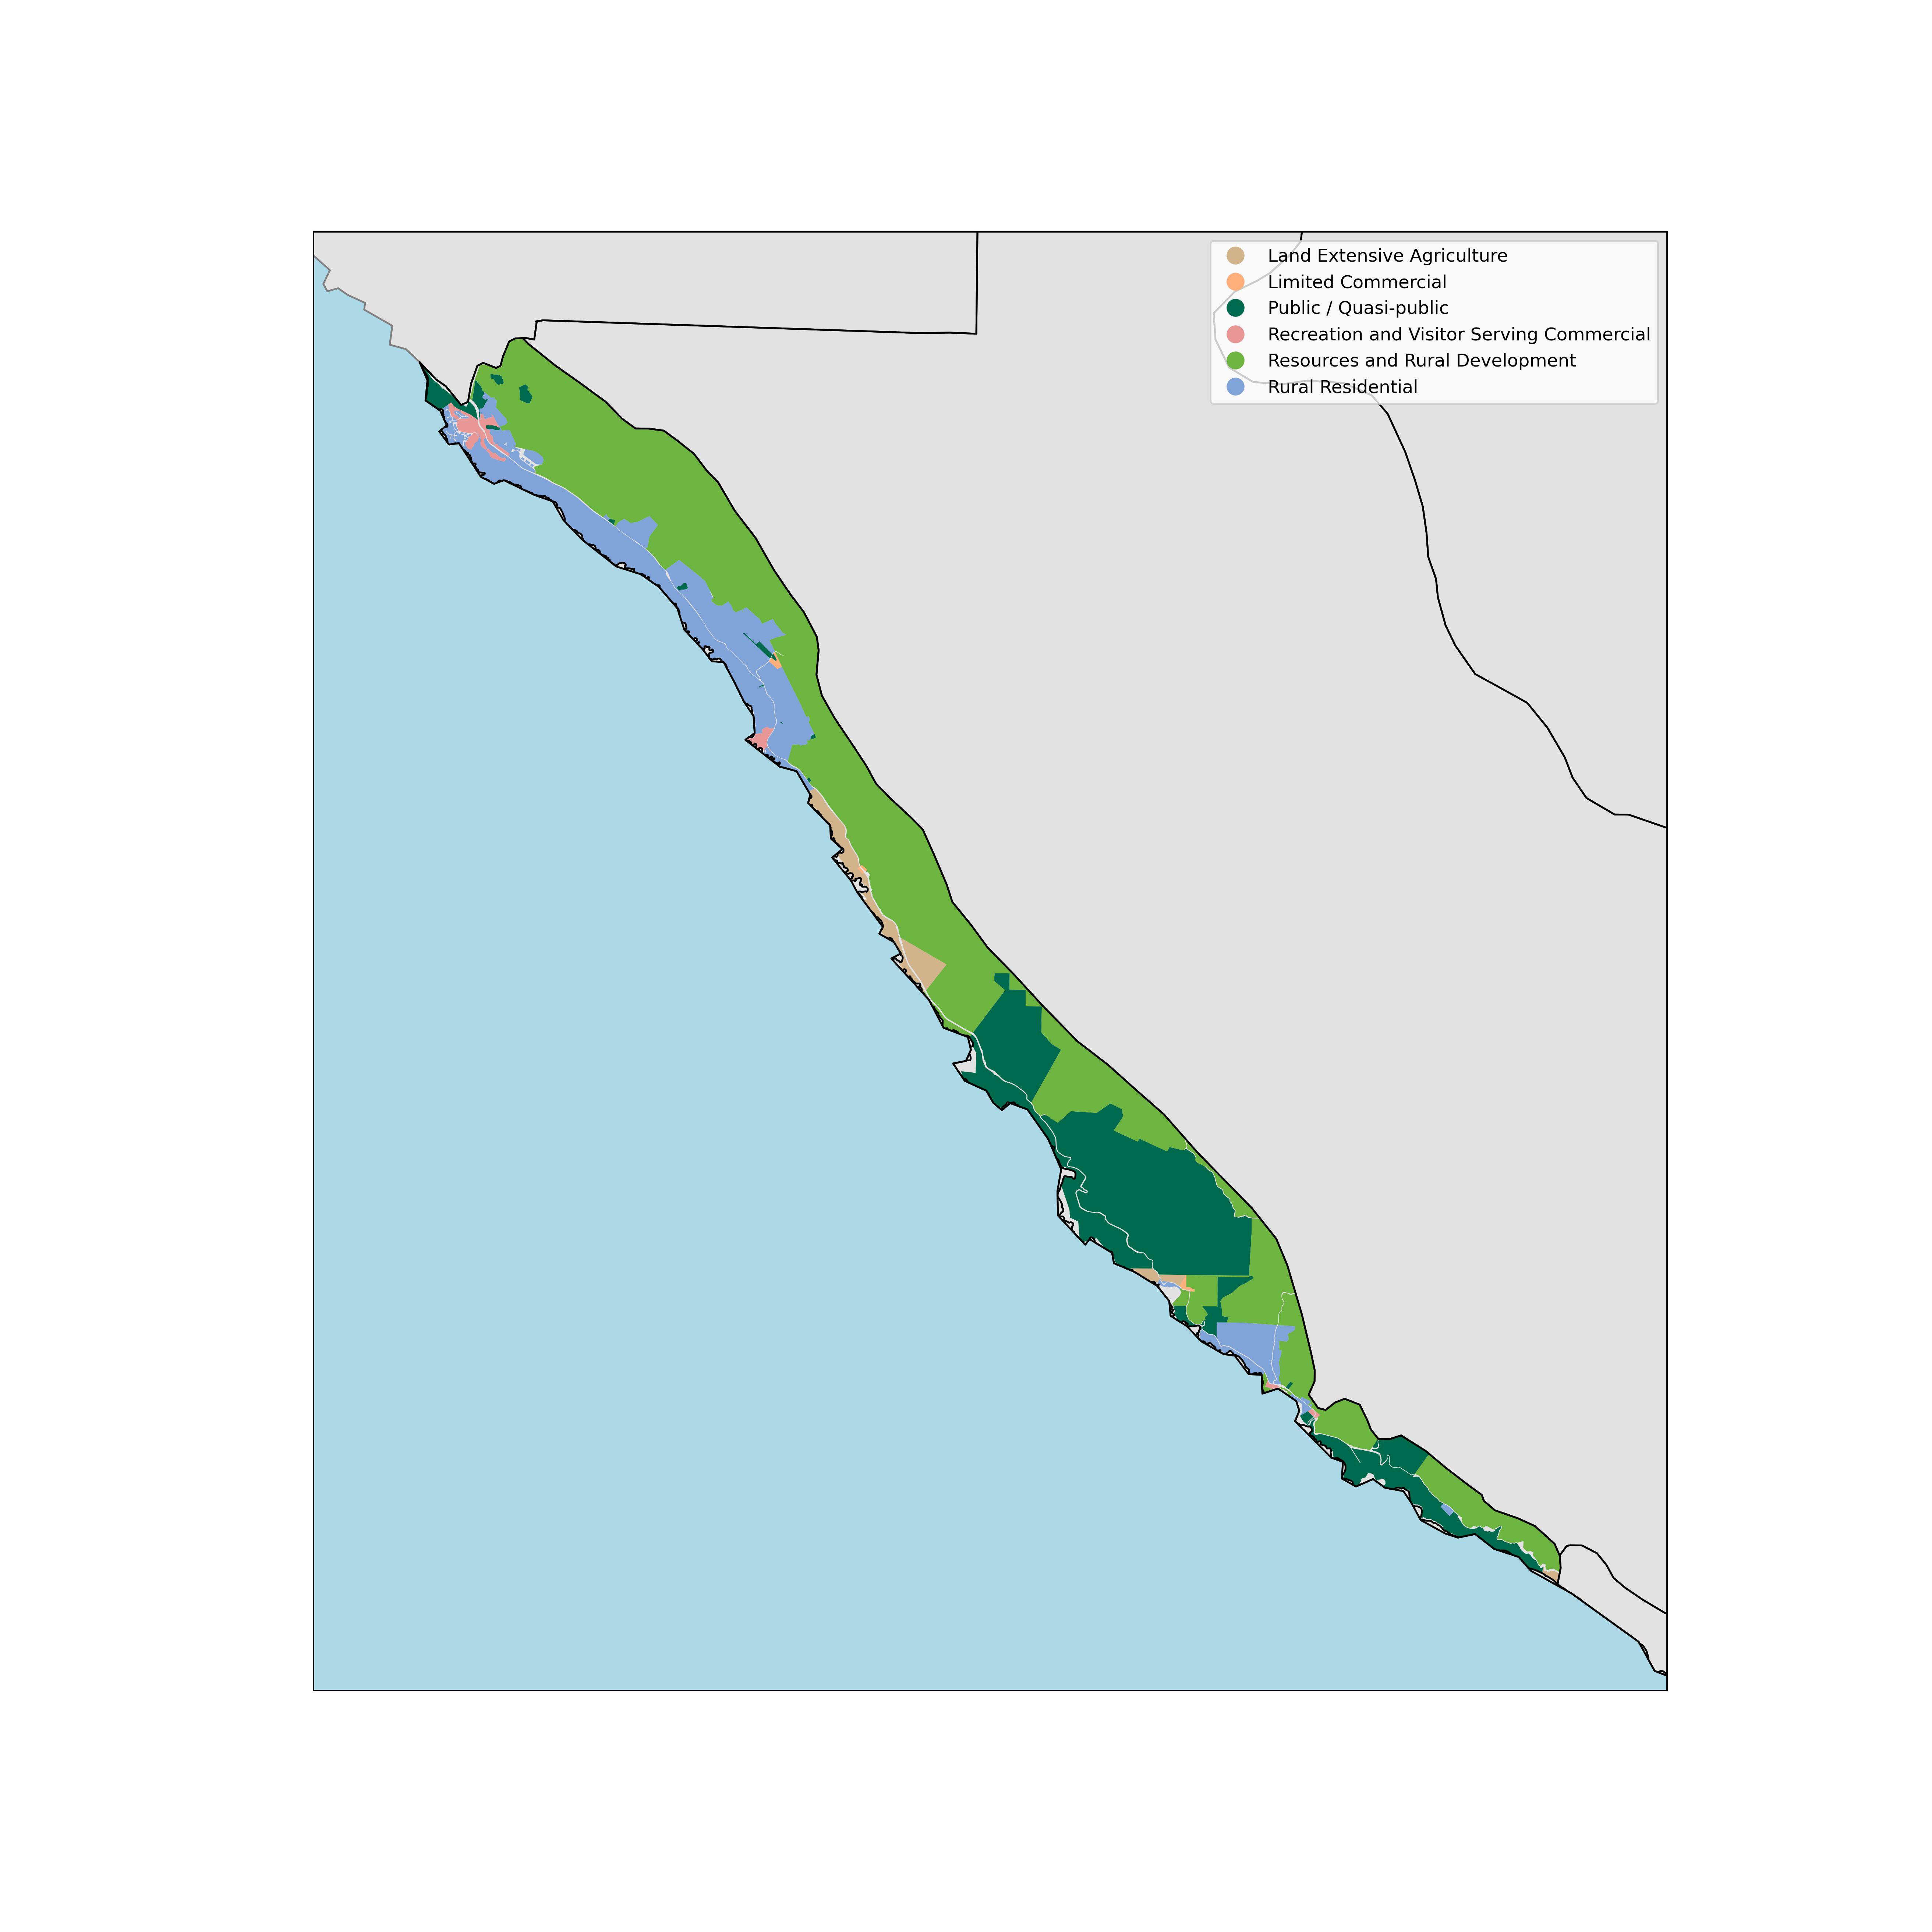 Land Extensive Agriculture
Limited Commercial
Public / Quasi-public
Recreation and Visitor Serving Commercial
Resources and Rural Development
Rural Residential